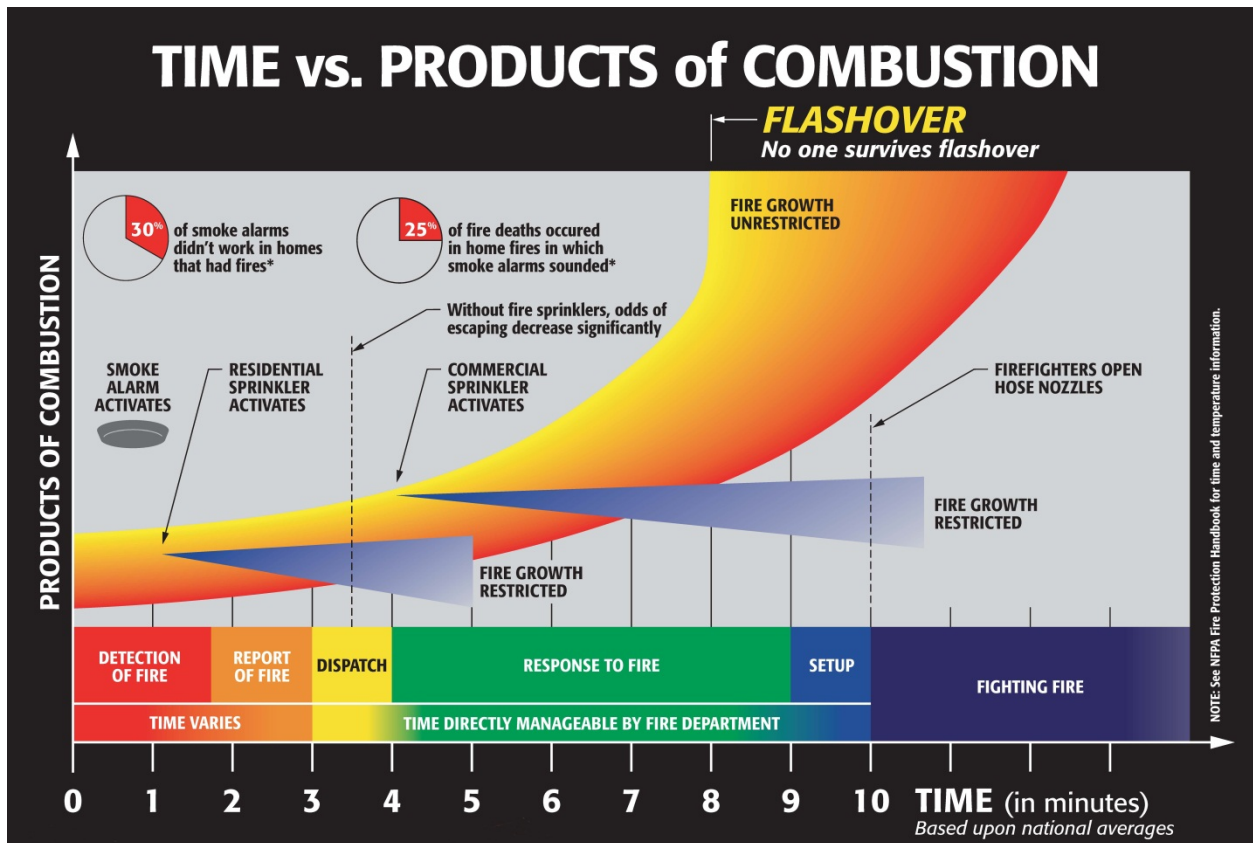 TIME vs. PRODUCTS of COMBUSTION
FLASHOVER
No one survives flashover
PRODUCTS OF COMBUSTION
30%
of smoke alarms
didn't work in homes
that had fires*
25%
of fire deaths occured
in home fires in which
smoke alarms sounded*
FIRE GROWTH
UNRESTRICTED
Without fire sprinklers, odds of
escaping decrease significantly
SMOKE
ALARM
ACTIVATES
RESIDENTIAL
SPRINKLER
ACTIVATES
COMMERCIAL
SPRINKLER
ACTIVATES
FIREFIGHTERS OPEN
HOSE NOZZLES
FIRE GROWTH
RESTRICTED
FIRE GROWTH
RESTRICTED
NOTE: See NFPA Fire Protection Handbook for time and temperature information.
DETECTION
OF FIRE
REPORT
OF FIRE
DISPATCH
RESPONSE TO FIRE
SETUP
FIGHTING FIRE
TIME VARIES
TIME DIRECTLY MANAGEABLE BY FIRE DEPARTMENT
0 1 2 3 4 5 6 7 8 9 10 TIME (in minutes)
Based upon national averages